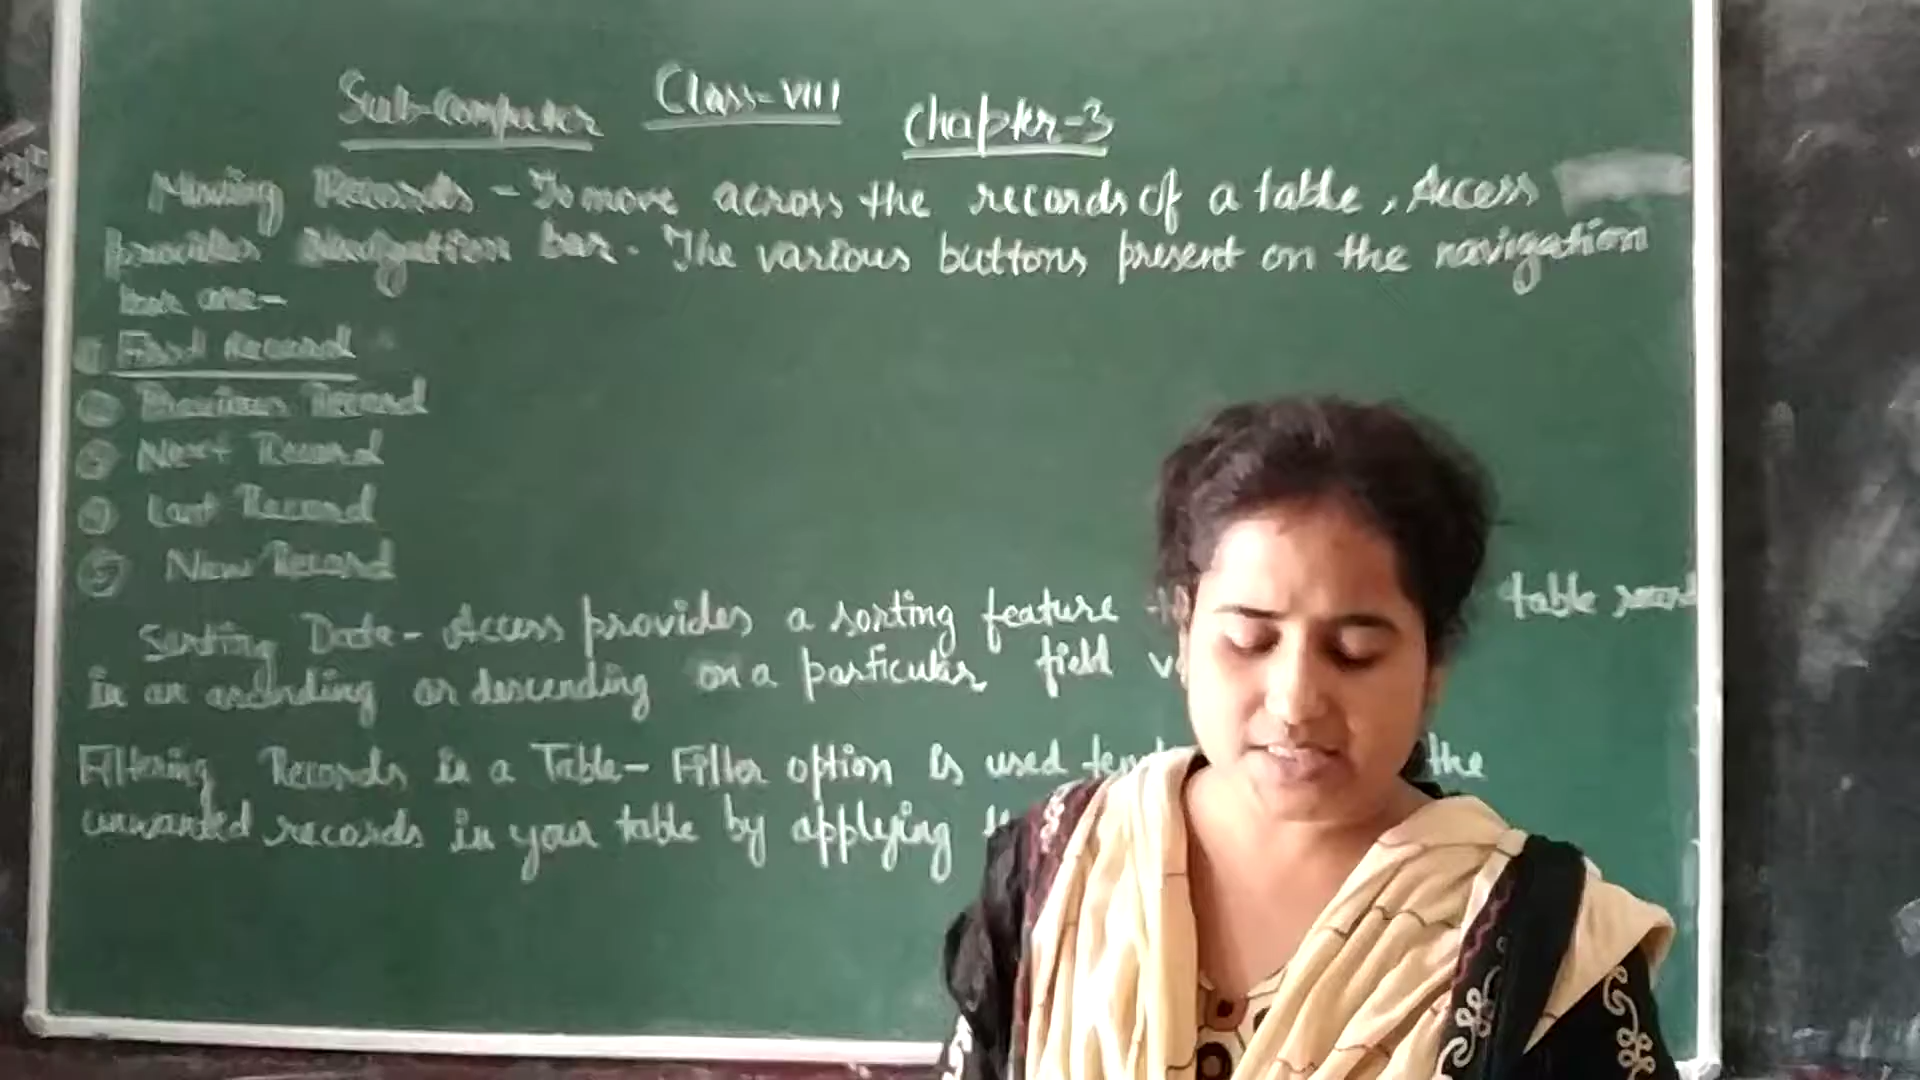 Sub-Computer Class-VIII Chapter-3
Moving Records - To move across the records of a table, Access
provides Navigation bar. The various buttons present on the navigation
bar are-
① First Record
② Previous Record
③ Next Record
④ Last Record
⑤ New Record
Sorting Data- Access provides a sorting feature table record
in an ascending or descending on a particular field
Filtering Records in a Table- Filter option is used the
unwanted records in your table by applying